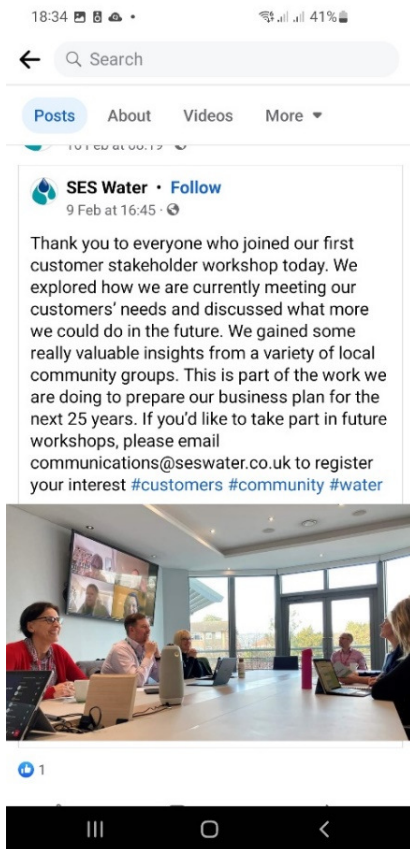 18:34
41%
Search
Posts About Videos More
SES Water • Follow
9 Feb at 16:45 ·
Thank you to everyone who joined our first
customer stakeholder workshop today. We
explored how we are currently meeting our
customers' needs and discussed what more
we could do in the future. We gained some
really valuable insights from a variety of local
community groups. This is part of the work we
are doing to prepare our business plan for the
next 25 years. If you'd like to take part in future
workshops, please email
communications@seswater.co.uk to register
your interest #customers #community #water
1